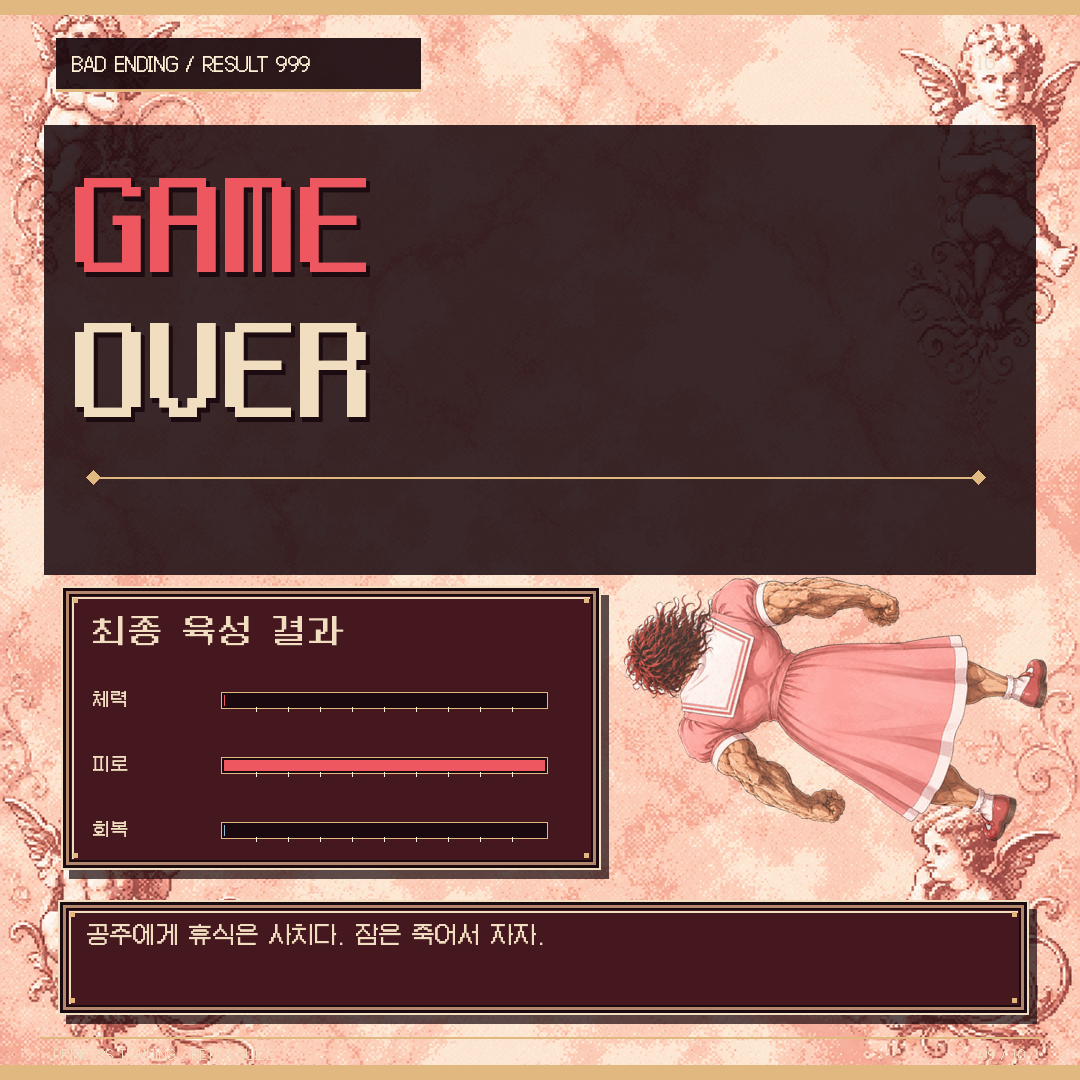 BAD ENDING / RESULT 999
GAME
OVER
최종 육성 결과
체력
피로
회복
공주에게 휴식은 사치다. 잠은 죽어서 자자.